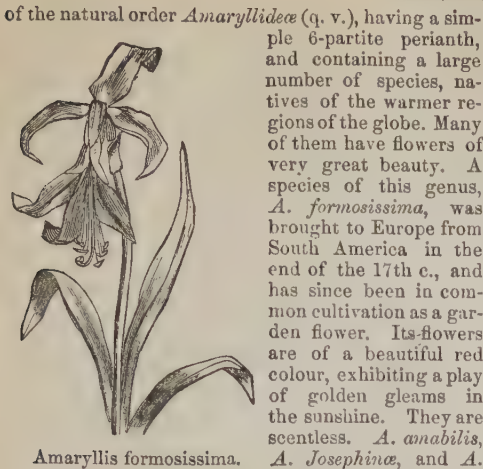 of the natural order Amaryllideæ (q. v.), having a sim-
ple 6-partite perianth,
and containing a large
number of species, na-
tives of the warmer re-
gions of the globe. Many
of them have flowers of
very great beauty. A
species of this genus,
A. formosissima, was
brought to Europe from
South America in the
end of the 17th c., and
has since been in com-
mon cultivation as a gar-
den flower. Its flowers
are of a beautiful red
colour, exhibiting a play
of golden gleams in
the sunshine. They are
scentless. A. amabilis,
A. Josephinæ, and A.
Amaryllis formosissima.